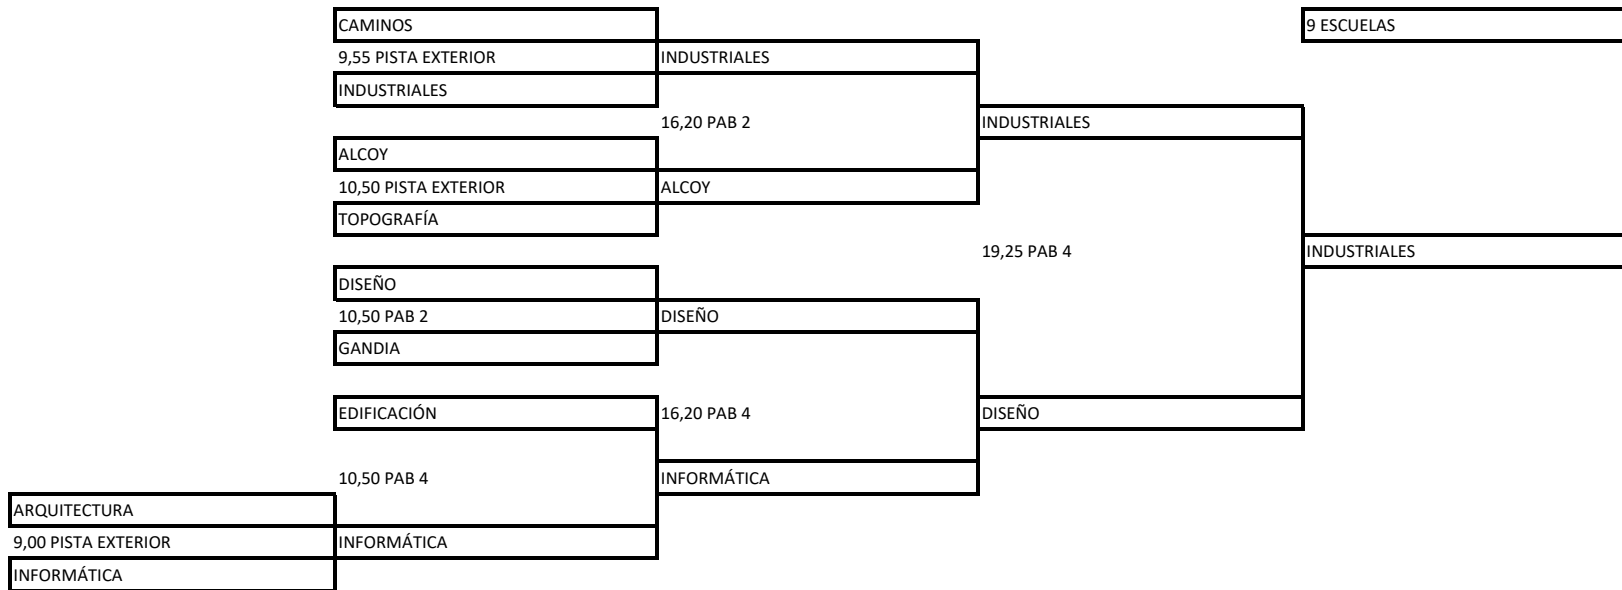 CAMINOS
9 ESCUELAS
9,55 PISTA EXTERIOR
INDUSTRIALES
INDUSTRIALES
16,20 PAB 2
INDUSTRIALES
ALCOY
10,50 PISTA EXTERIOR
ALCOY
TOPOGRAFÍA
19,25 PAB 4
INDUSTRIALES
DISEÑO
10,50 PAB 2
DISEÑO
GANDIA
EDIFICACIÓN
16,20 PAB 4
DISEÑO
10,50 PAB 4
INFORMÁTICA
ARQUITECTURA
9,00 PISTA EXTERIOR
INFORMÁTICA
INFORMÁTICA